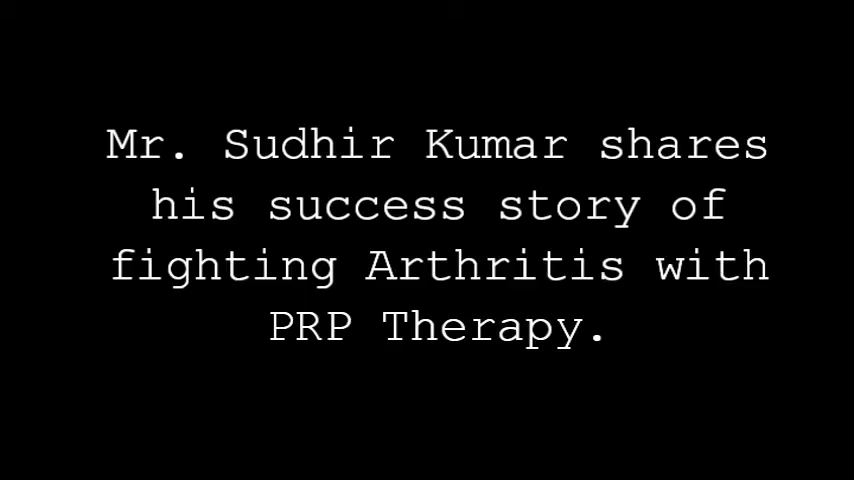 Mr. Sudhir Kumar shares
his success story of
fighting Arthritis with
PRP Therapy.